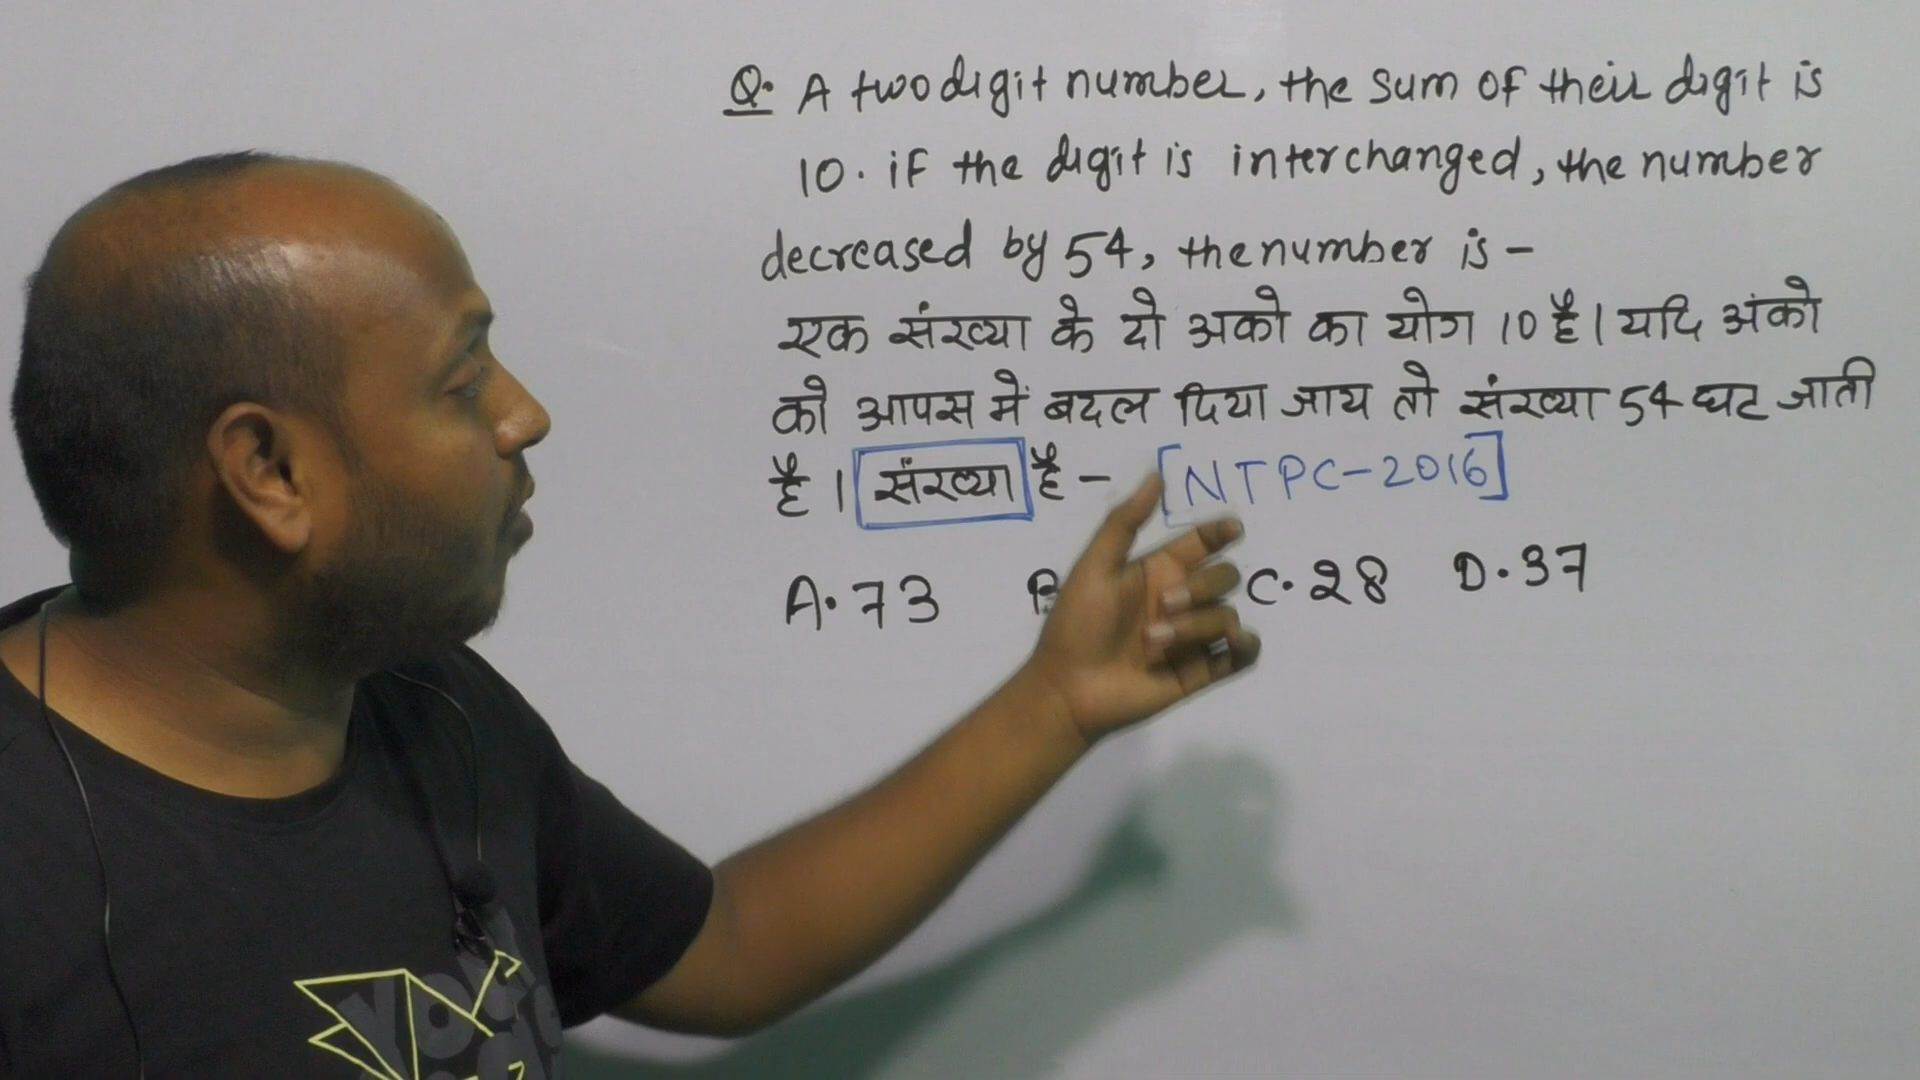 Q. A two digit number, the sum of their digit is
10. if the digit is interchanged, the number
decreased by 54, the number is -
एक संख्या के दो अको का योग 10 है। यदि अंको
को आपस में बदल दिया जाय तो संख्या 54 घट जाती
है। संख्या है - [NTPC-2016]
A. 73 B C. 28 D. 37